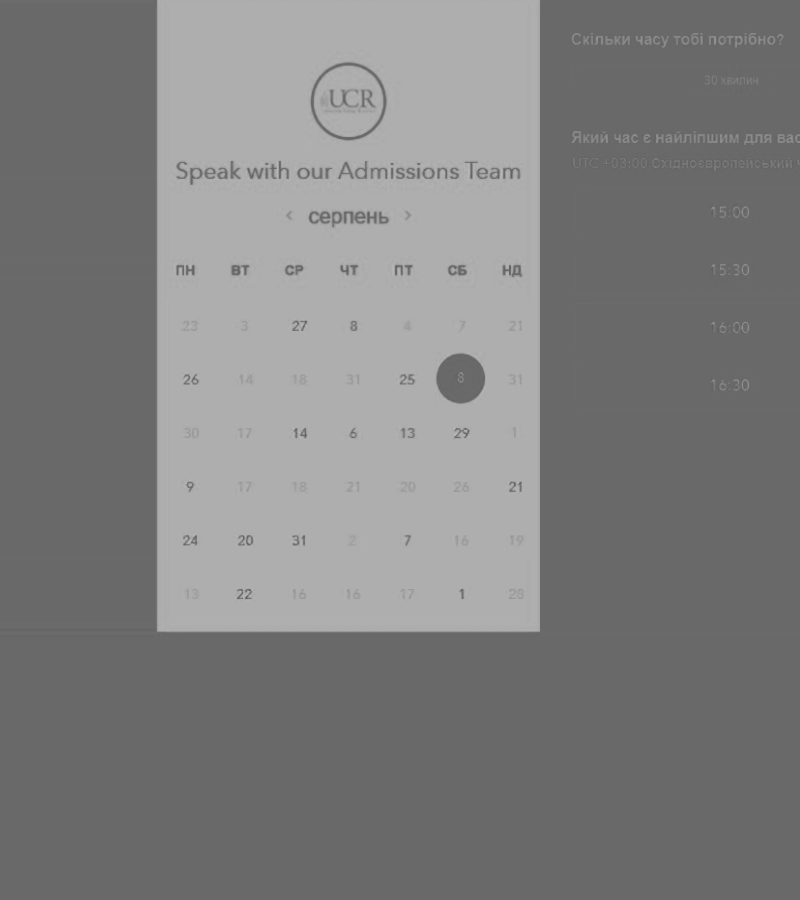 UCR
Speak with our Admissions Team
< серпень >
ПН ВТ СР ЧТ ПТ СБ НД
23 3 27 8 4 7 21
26 14 18 31 25 8 31
30 17 14 6 13 29 1
9 17 18 21 20 26 21
24 20 31 2 7 16 19
13 22 16 16 17 1 28
Скільки часу тобі потрібно?
30 хвилин
Який час є найліпшим для вас
UTC +03:00 Східноєвропейський ч
15:00
15:30
16:00
16:30